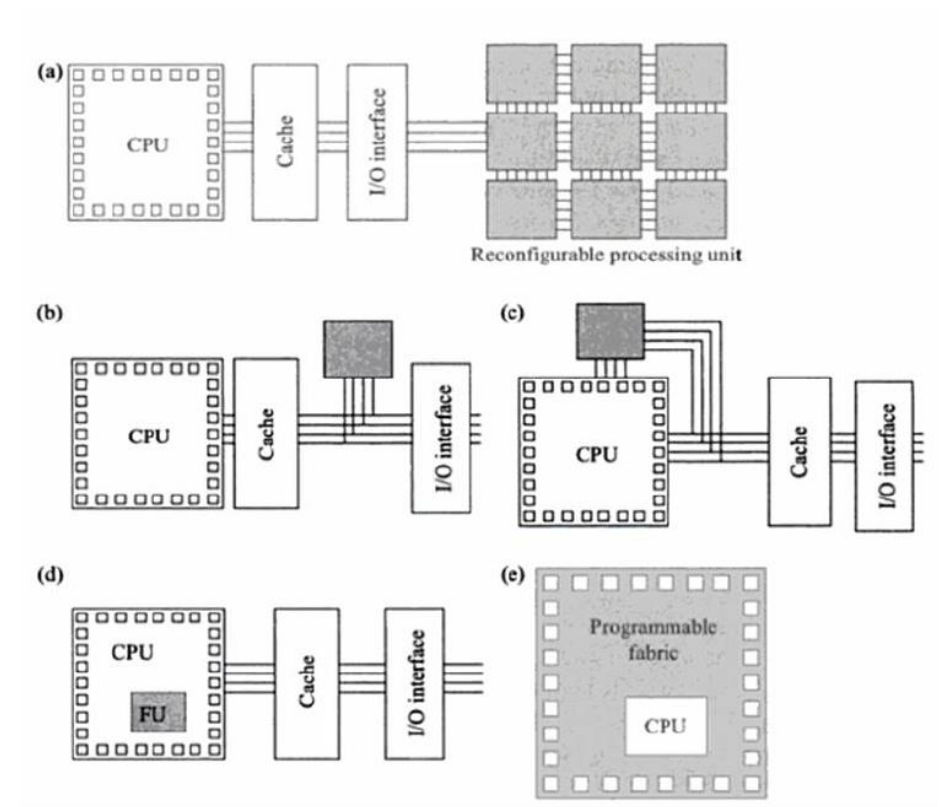 (a)
CPU
Cache
I/O interface
Reconfigurable processing unit
(b)
CPU
Cache
I/O interface
(c)
CPU
Cache
I/O interface
(d)
CPU
FU
Cache
I/O interface
(e)
Programmable
fabric
CPU